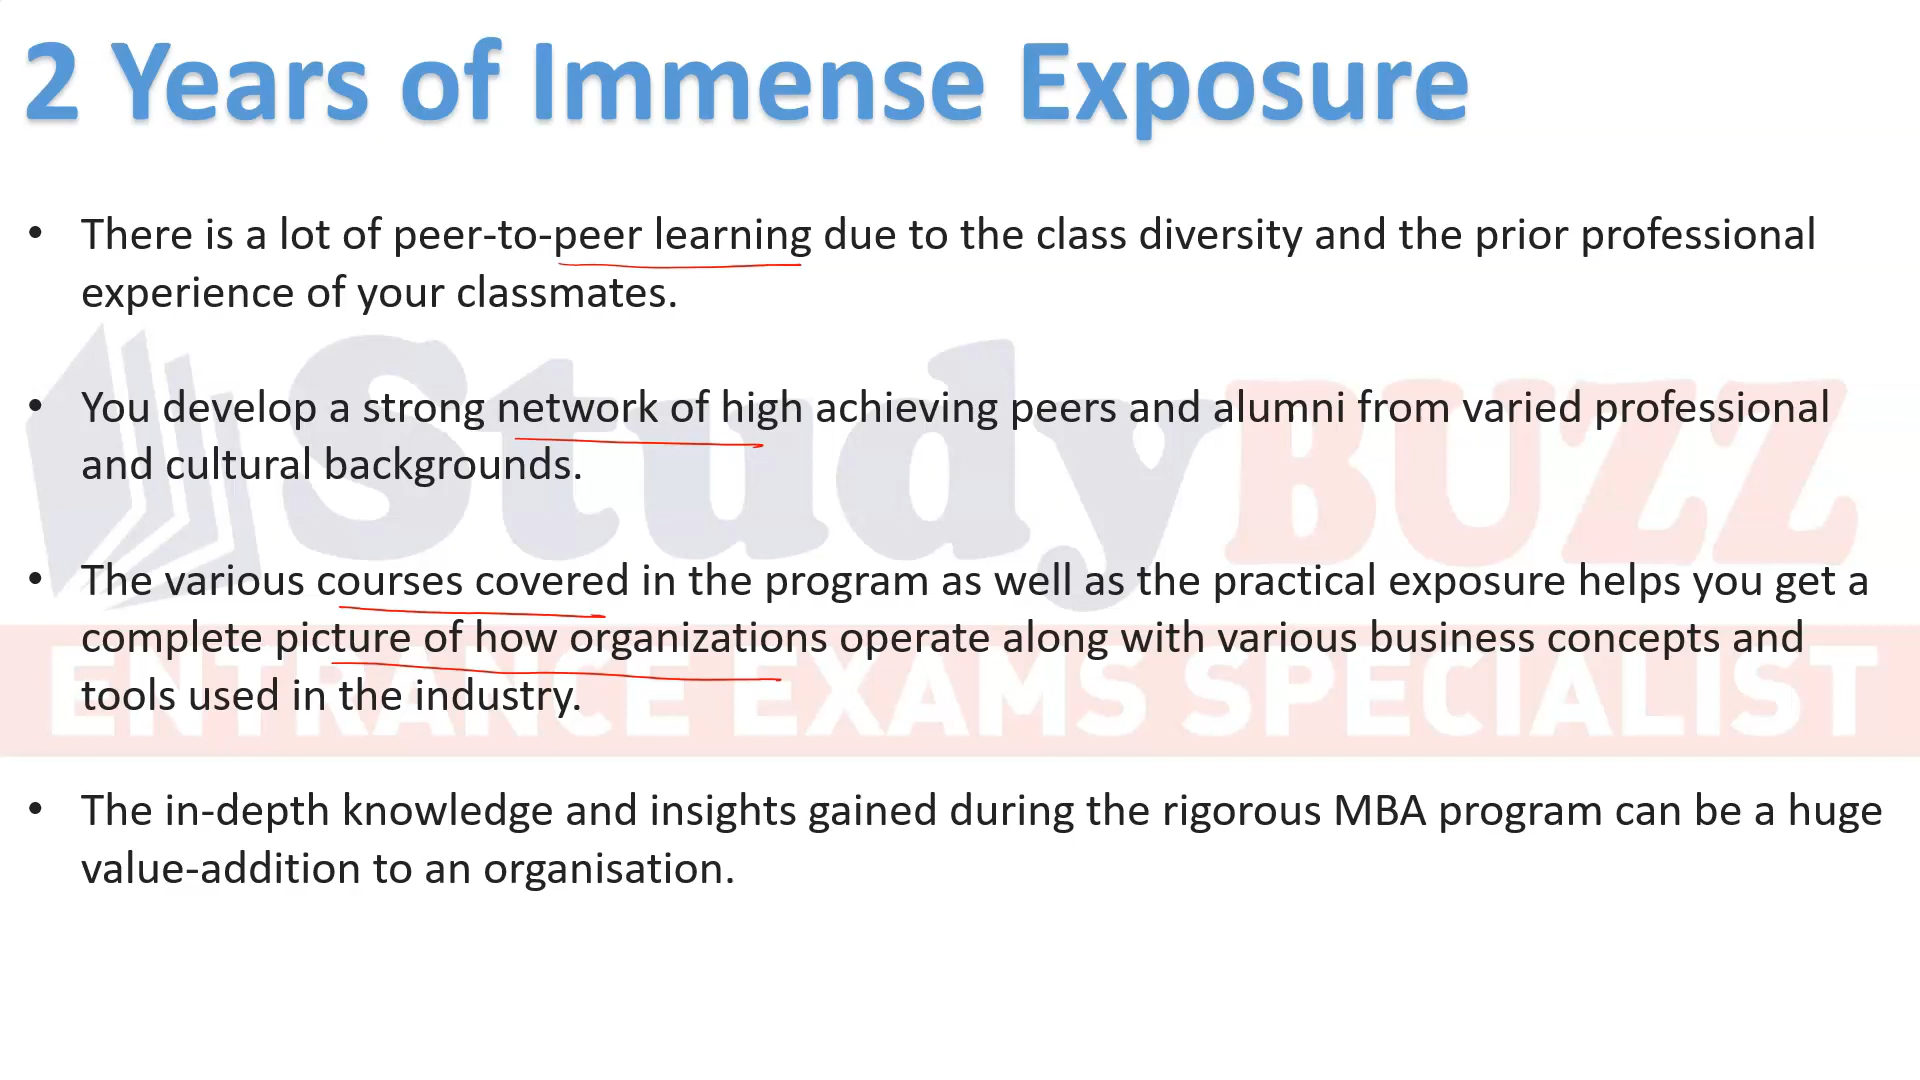 2 Years of Immense Exposure
• There is a lot of peer-to-peer learning due to the class diversity and the prior professional
experience of your classmates.
• You develop a strong network of high achieving peers and alumni from varied professional
and cultural backgrounds.
• The various courses covered in the program as well as the practical exposure helps you get a
complete picture of how organizations operate along with various business concepts and
tools used in the industry.
• The in-depth knowledge and insights gained during the rigorous MBA program can be a huge
value-addition to an organisation.
StudyBUZZ
ENTRANCE EXAMS SPECIALIST